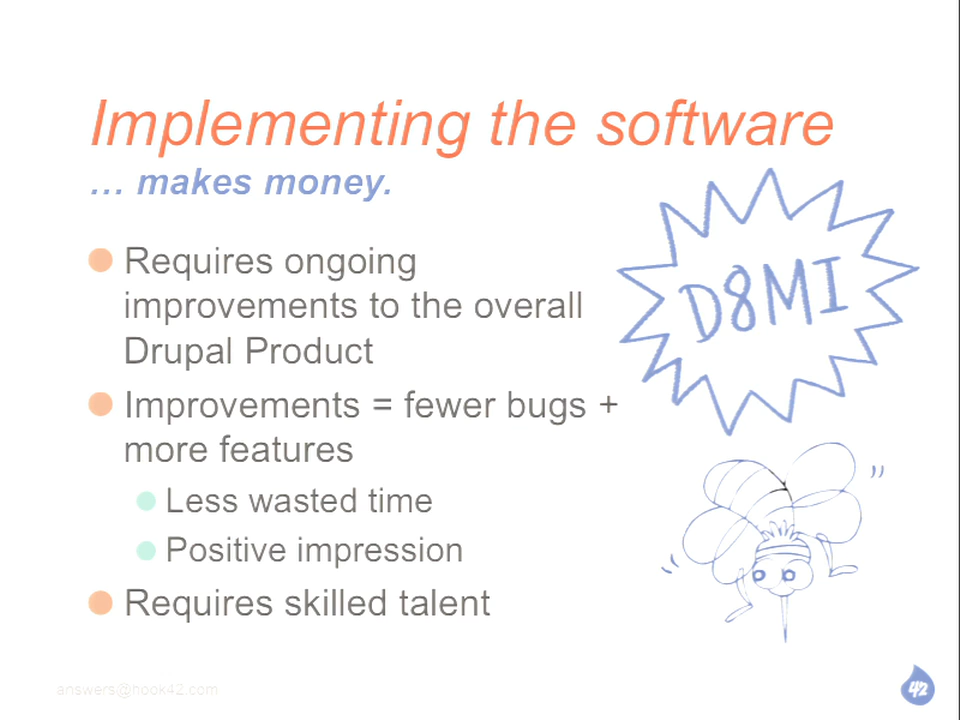 Implementing the software
... makes money.
Requires ongoing
improvements to the overall
Drupal Product
Improvements = fewer bugs +
more features
Less wasted time
Positive impression
Requires skilled talent
D8MI
answers@hook42.com
42